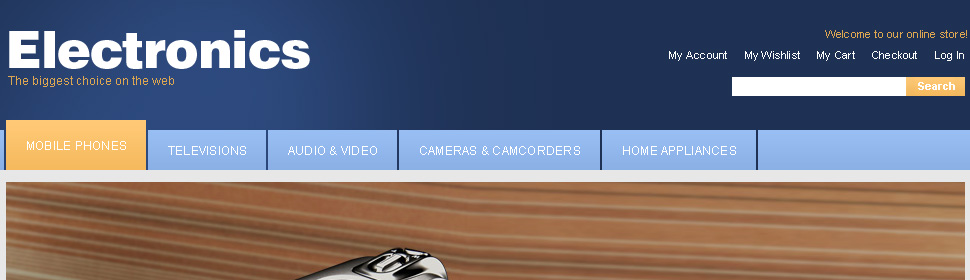 Electronics
The biggest choice on the web
Welcome to our online store!
My Account My Wishlist My Cart Checkout Log In
Search
MOBILE PHONES TELEVISIONS AUDIO & VIDEO CAMERAS & CAMCORDERS HOME APPLIANCES